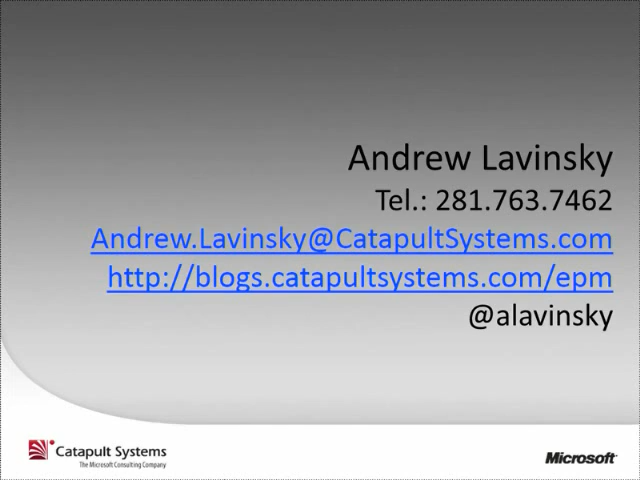 Andrew Lavinsky
Tel.: 281.763.7462
Andrew.Lavinsky@CatapultSystems.com
http://blogs.catapultsystems.com/epm
@alavinsky
Catapult Systems
The Microsoft Consulting Company
Microsoft